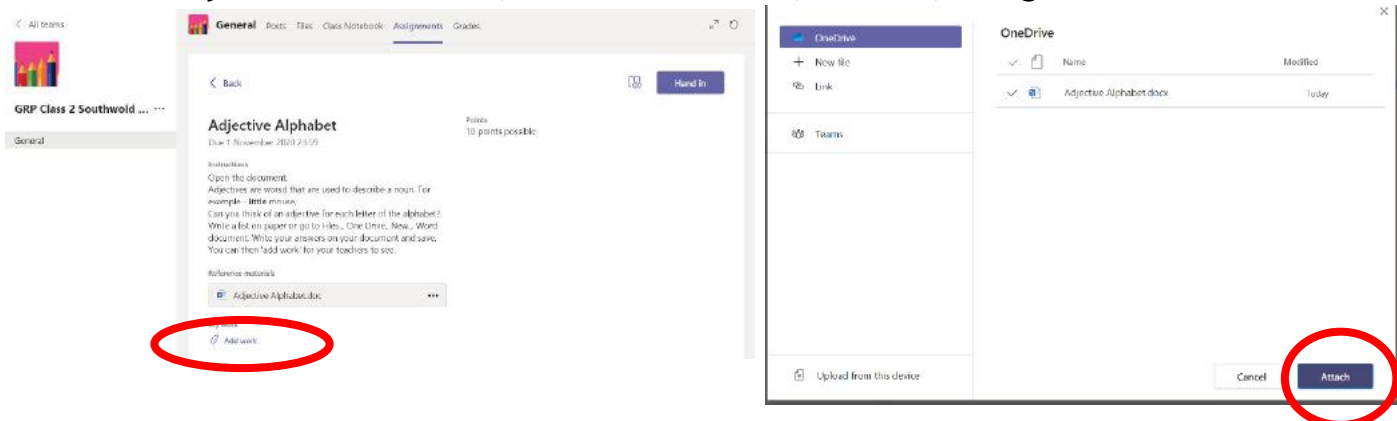 All teams
General Posts Files Class Notebook Assignments Grades
GRP Class 2 Southwold ... ...
General
Back
Hand in
Adjective Alphabet
Due 1 November 2020 23:59
Points
10 points possible
Instructions
Open the document.
Adjectives are worsd that are used to describe a noun. For
example - little mouse,
Can you think of an adjective for each letter of the alphabet?
Write a list on paper or go to Files.. One Drive.. New... Word
document. Write your answers on your document and save.
You can then 'add work' for your teachers to see.
Reference materials
Adjective Alphabet.doc ...
Add work
OneDrive
New file
Link
Teams
Upload from this device
OneDrive
Name Modified
Adjective Alphabet.docx Today
Cancel Attach